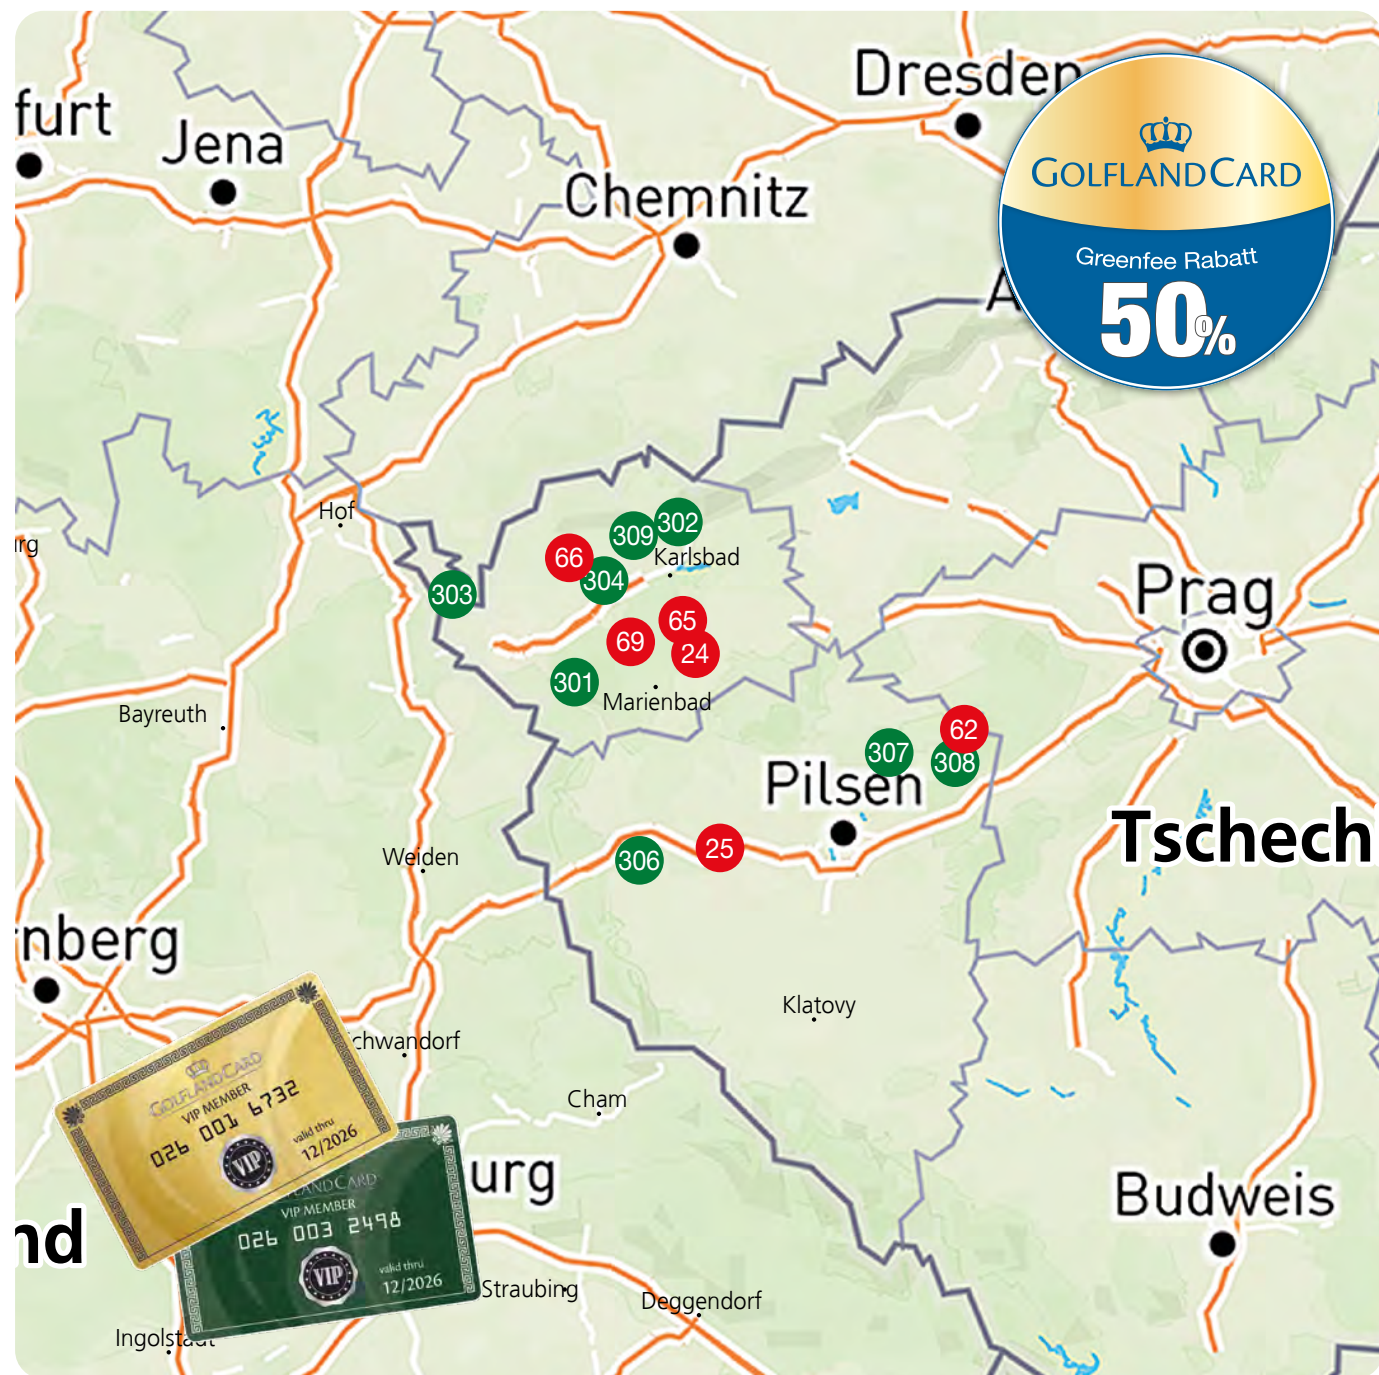 Dresden
furt
Jena
Chemnitz
GOLFLANDCARD
Greenfee Rabatt
50%
A
Hof
309
302
66
Karlsbad
304
303
65
69
24
301
Marienbad
Prag
Bayreuth
62
307
308
Pilsen
Tschech
25
306
Weiden
nberg
Klatovy
chwandorf
Cham
GOLFLANDCARD
VIP MEMBER
026 001 6732
VIP
valid thru
12/2026
urg
FLANDCARD
VIP MEMBER
026 003 2498
VIP
valid thru
12/2026
nd
Budweis
Straubing
Deggendorf
Ingolstadt
rg